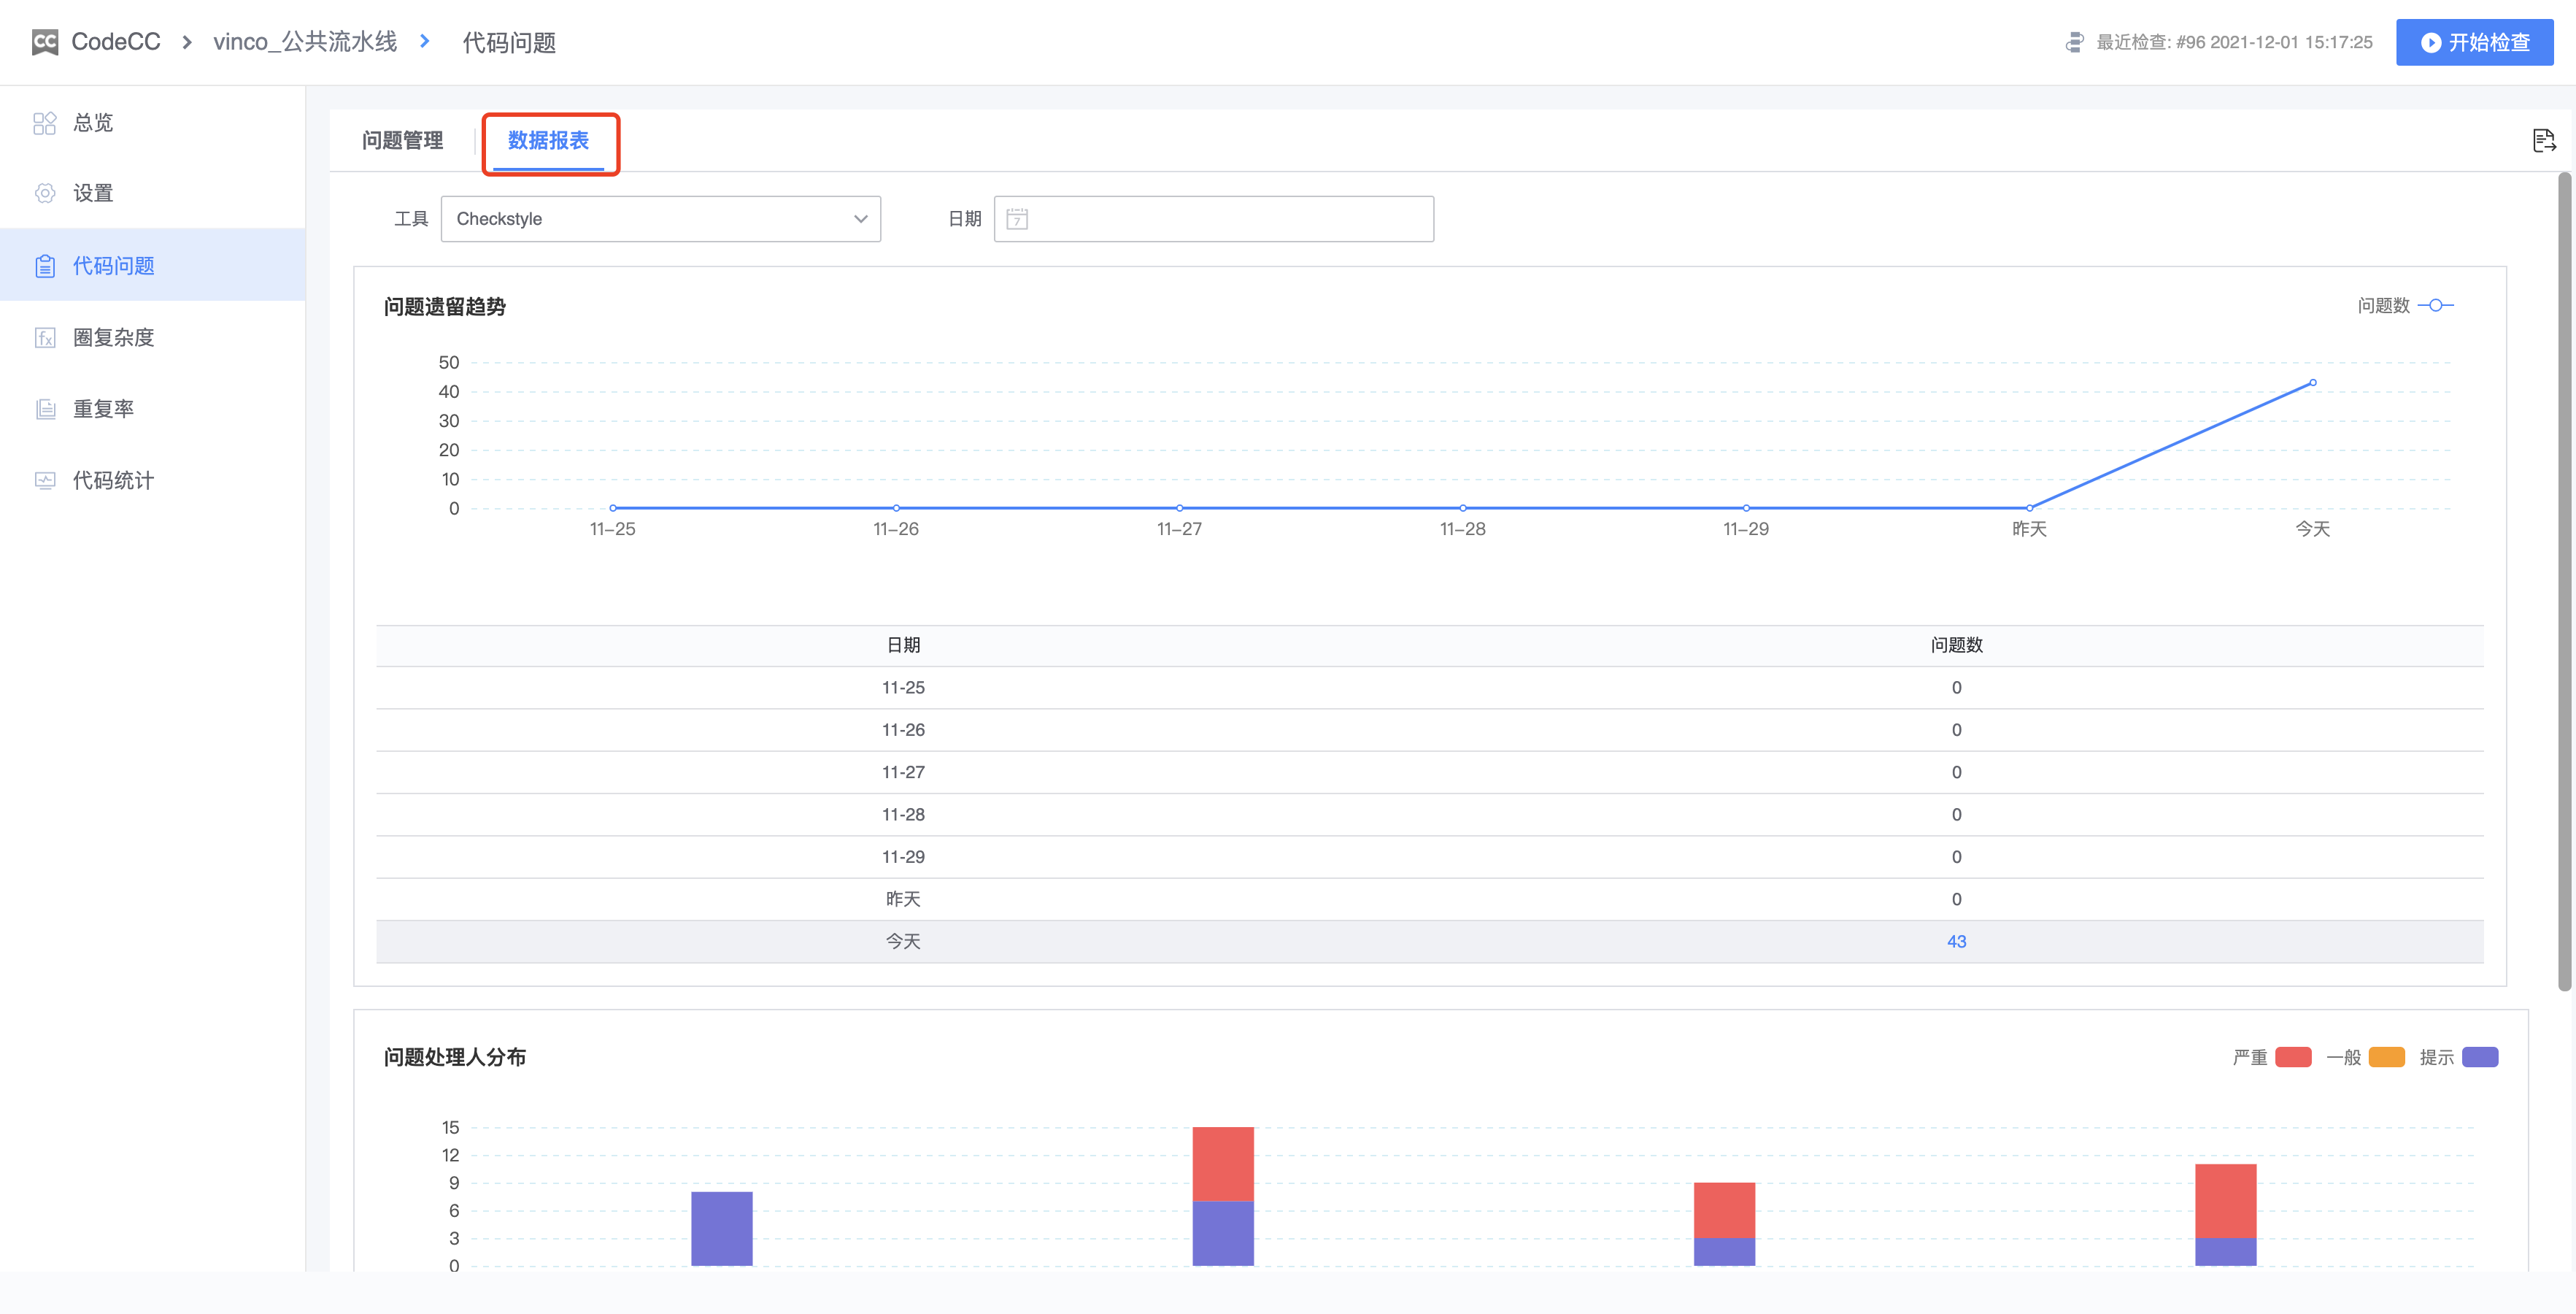 CodeCC > vinco_公共流水线 > 代码问题
最近检查: #96 2021-12-01 15:17:25
开始检查
总览
设置
代码问题
圈复杂度
重复率
代码统计
问题管理 数据报表
工具 Checkstyle 日期 7
问题遗留趋势 问题数
50
40
30
20
10
0
11-25 11-26 11-27 11-28 11-29 昨天 今天
日期 问题数
11-25 0
11-26 0
11-27 0
11-28 0
11-29 0
昨天 0
今天 43
问题处理人分布 严重 一般 提示
15
12
9
6
3
0